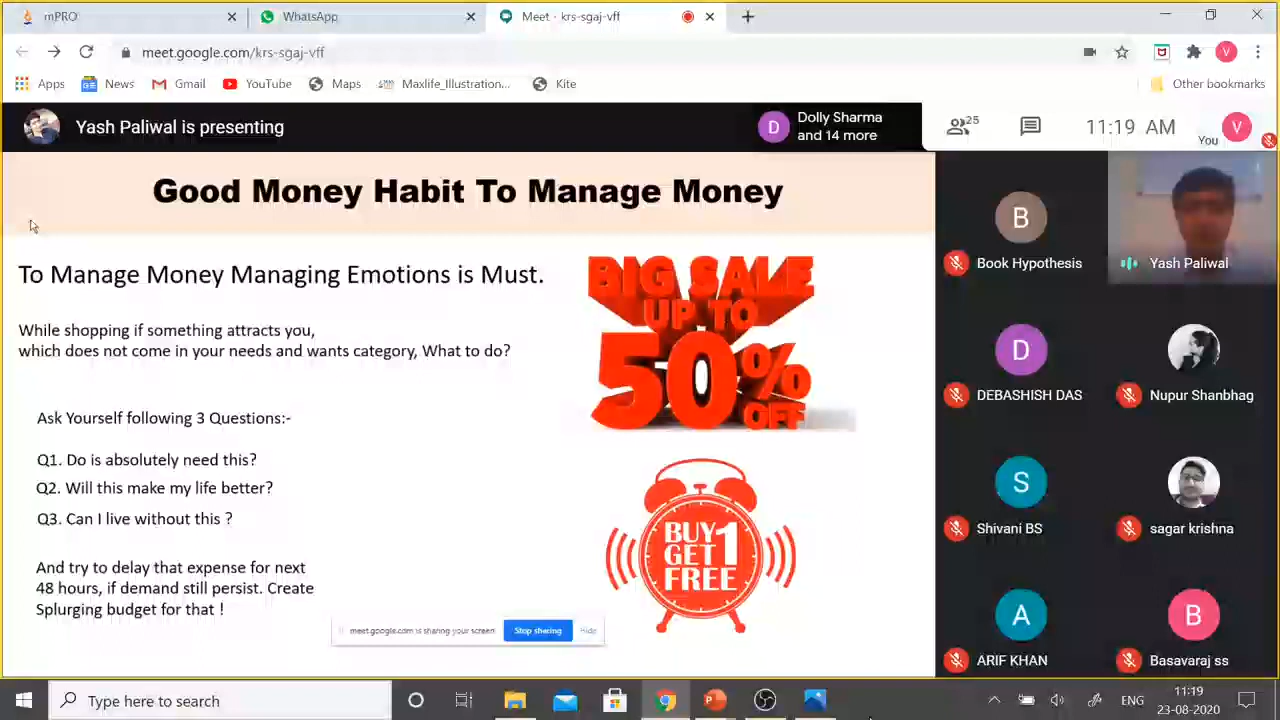 mPRO
WhatsApp
Meet - krs-sgaj-vff
meet.google.com/krs-sgaj-vff
V
Apps
News
Gmail
YouTube
Maps
Maxlife_Illustration...
Kite
Other bookmarks
Yash Paliwal is presenting
D
Dolly Sharma
and 14 more
25
11:19 AM
You
V
Good Money Habit To Manage Money
To Manage Money Managing Emotions is Must.
While shopping if something attracts you,
which does not come in your needs and wants category, What to do?
Ask Yourself following 3 Questions:-
Q1. Do is absolutely need this?
Q2. Will this make my life better?
Q3. Can I live without this ?
And try to delay that expense for next
48 hours, if demand still persist. Create
Splurging budget for that !
BIG SALE
UP TO
50%
OFF
BUY 1
GET
FREE
meet.google.com is sharing your screen
Stop sharing
Hide
B
Book Hypothesis
Yash Paliwal
D
DEBASHISH DAS
Nupur Shanbhag
S
Shivani BS
sagar krishna
A
ARIF KHAN
B
Basavaraj ss
Type here to search
ENG
11:19
23-08-2020